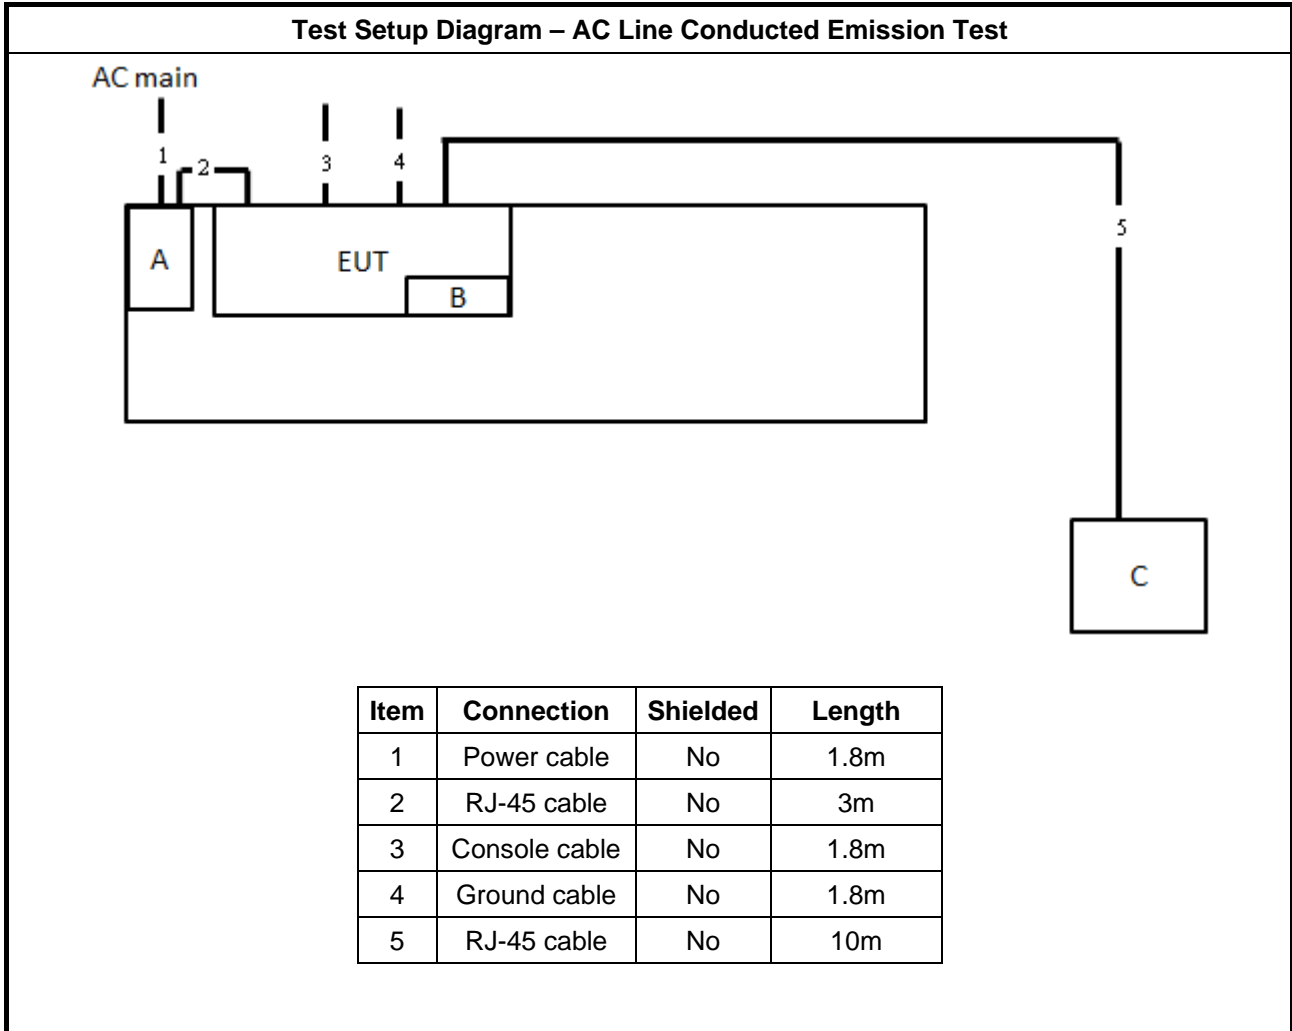 Test Setup Diagram – AC Line Conducted Emission Test
AC main
1
2
3
4
5
A
EUT
B
C
Item Connection Shielded Length
1 Power cable No 1.8m
2 RJ-45 cable No 3m
3 Console cable No 1.8m
4 Ground cable No 1.8m
5 RJ-45 cable No 10m